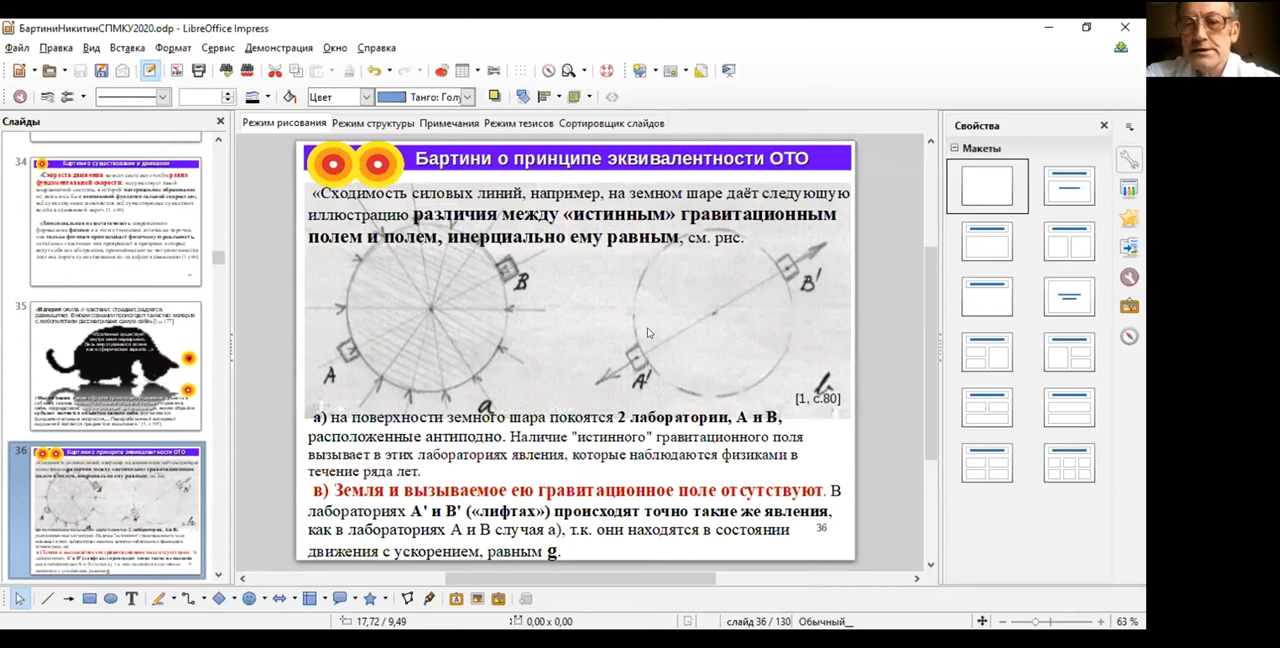 БартиниНикитинСПМКУ2020.odp - LibreOffice Impress
Файл Правка Вид Вставка Формат Сервис Демонстрация Окно Справка
Цвет Танго: Голу
Слайды
Режим рисования Режим структуры Примечания Режим тезисов Сортировщик слайдов
Свойства
Макеты
34
35
36
Бартини о принципе эквивалентности ОТО
«Сходимость силовых линий, например, на земном шаре даёт следующую
иллюстрацию различия между «истинным» гравитационным
полем и полем, инерциально ему равным, см. рис.
B
B'
A
A'
a
b
[1, с.80]
а) на поверхности земного шара покоятся 2 лаборатории, А и В,
расположенные антиподно. Наличие "истинного" гравитационного поля
вызывает в этих лабораториях явления, которые наблюдаются физиками в
течение ряда лет.
в) Земля и вызываемое ею гравитационное поле отсутствуют. В
лабораториях А' и В' («лифтах») происходят точно такие же явления,
как в лабораториях А и В случая а), т.к. они находятся в состоянии
движения с ускорением, равным g.
36
17,72 / 9,49
0,00 x 0,00
слайд 36 / 130
Обычный_
63 %